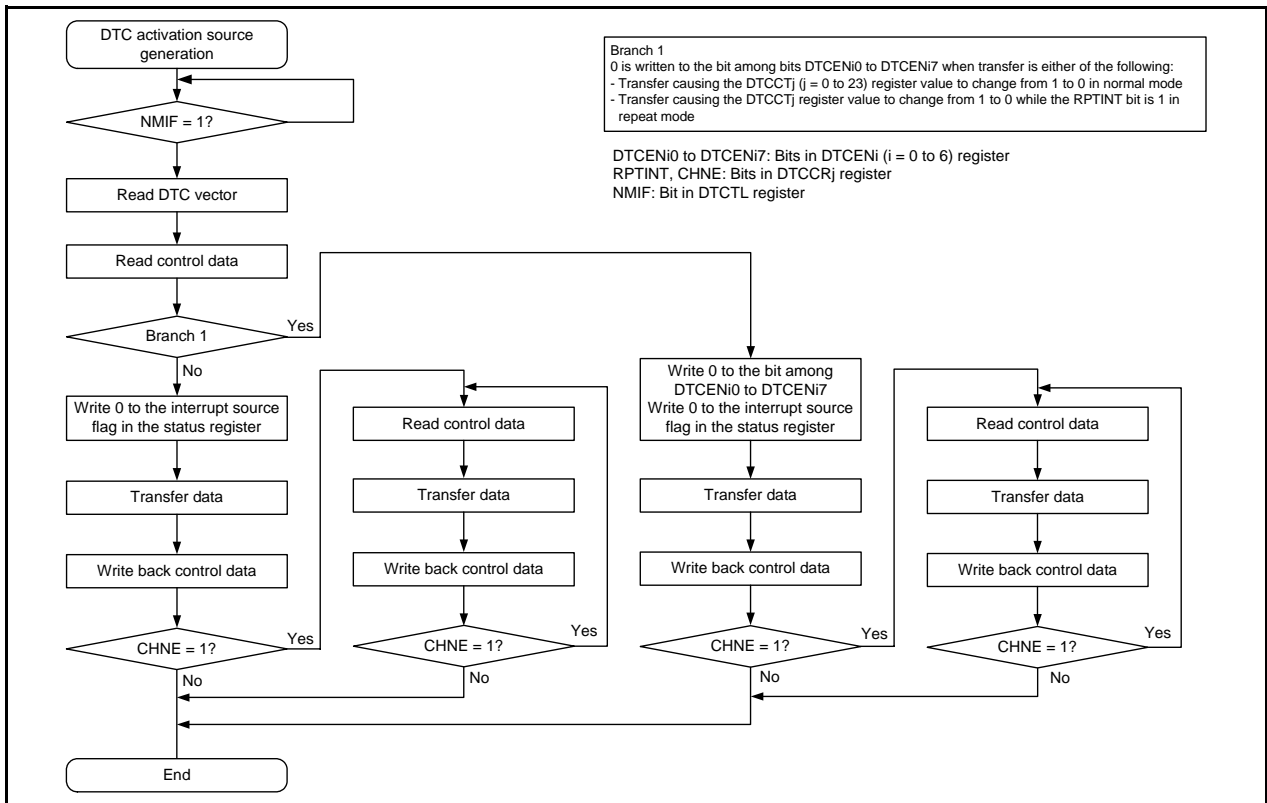 DTC activation source
generation
NMIF = 1?
Read DTC vector
Read control data
Branch 1
Yes
No
Write 0 to the interrupt source
flag in the status register
Transfer data
Write back control data
CHNE = 1?
Yes
No
End
Read control data
Transfer data
Write back control data
CHNE = 1?
Yes
No
Branch 1
0 is written to the bit among bits DTCENi0 to DTCENi7 when transfer is either of the following:
- Transfer causing the DTCCTj (j = 0 to 23) register value to change from 1 to 0 in normal mode
- Transfer causing the DTCCTj register value to change from 1 to 0 while the RPTINT bit is 1 in
repeat mode
DTCENi0 to DTCENi7: Bits in DTCENi (i = 0 to 6) register
RPTINT, CHNE: Bits in DTCCRj register
NMIF: Bit in DTCTL register
Write 0 to the bit among
DTCENi0 to DTCENi7
Write 0 to the interrupt source
flag in the status register
Transfer data
Write back control data
CHNE = 1?
Yes
No
Read control data
Transfer data
Write back control data
CHNE = 1?
Yes
No